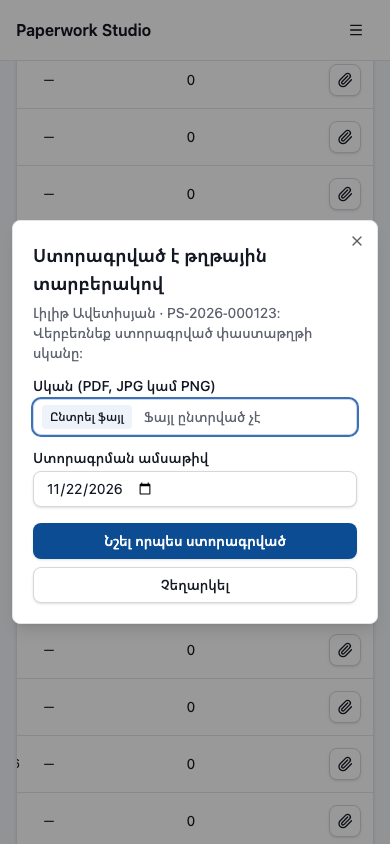 Paperwork Studio
— 0
— 0
— 0
Ստորագրված է թղթային
տարբերակով
Լիլիթ Ավետիսյան · PS-2026-000123:
Վերբեռնեք ստորագրված փաստաթղթի
սկանը:
Սկան (PDF, JPG կամ PNG)
Ընտրել ֆայլ Ֆայլ ընտրված չէ
Ստորագրման ամսաթիվ
11/22/2026
Նշել որպես ստորագրված
Չեղարկել
— 0
— 0
6 — 0
— 0